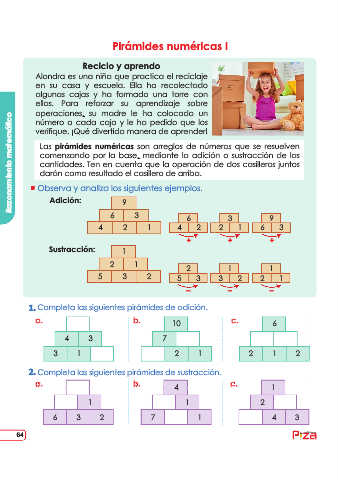 Pirámides numéricas I
Reciclo y aprendo
Alondra es una niña que practica el reciclaje
en su casa y escuela. Ella ha recolectado
algunas cajas y ha formado una torre con
ellas. Para reforzar su aprendizaje sobre
operaciones, su madre le ha colocado un
número a cada caja y le ha pedido que los
verifique. ¡Qué divertida manera de aprender!
Las pirámides numéricas son arreglos de números que se resuelven
comenzando por la base, mediante la adición o sustracción de las
cantidades. Ten en cuenta que la operación de dos casilleros juntos
darán como resultado el casillero de arriba.
Observa y analiza los siguientes ejemplos.
Adición:
9
6 3
4 2 1
6
4 2
+
3
2 1
+
9
6 3
+
Sustracción:
1
2 1
5 3 2
2
5 3
–
1
3 2
–
1
2 1
–
1. Completa las siguientes pirámides de adición.
a.
4 3
3 1
b.
10
7
2 1
c.
6
2 1 2
2. Completa las siguientes pirámides de sustracción.
a.
1
6 3 2
b.
4
1
7 1
c.
1
2
4 3
Razonamiento matemático
64
Pizza